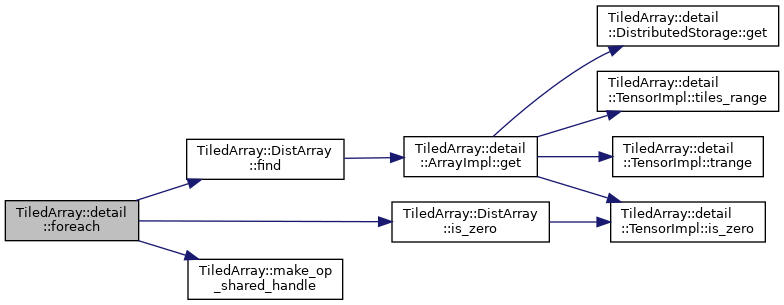 TiledArray::detail
::DistributedStorage::get
TiledArray::detail
::TensorImpl::tiles_range
TiledArray::DistArray
::find
TiledArray::detail
::ArrayImpl::get
TiledArray::detail
::TensorImpl::trange
TiledArray::detail
::foreach
TiledArray::DistArray
::is_zero
TiledArray::detail
::TensorImpl::is_zero
TiledArray::make_op
_shared_handle